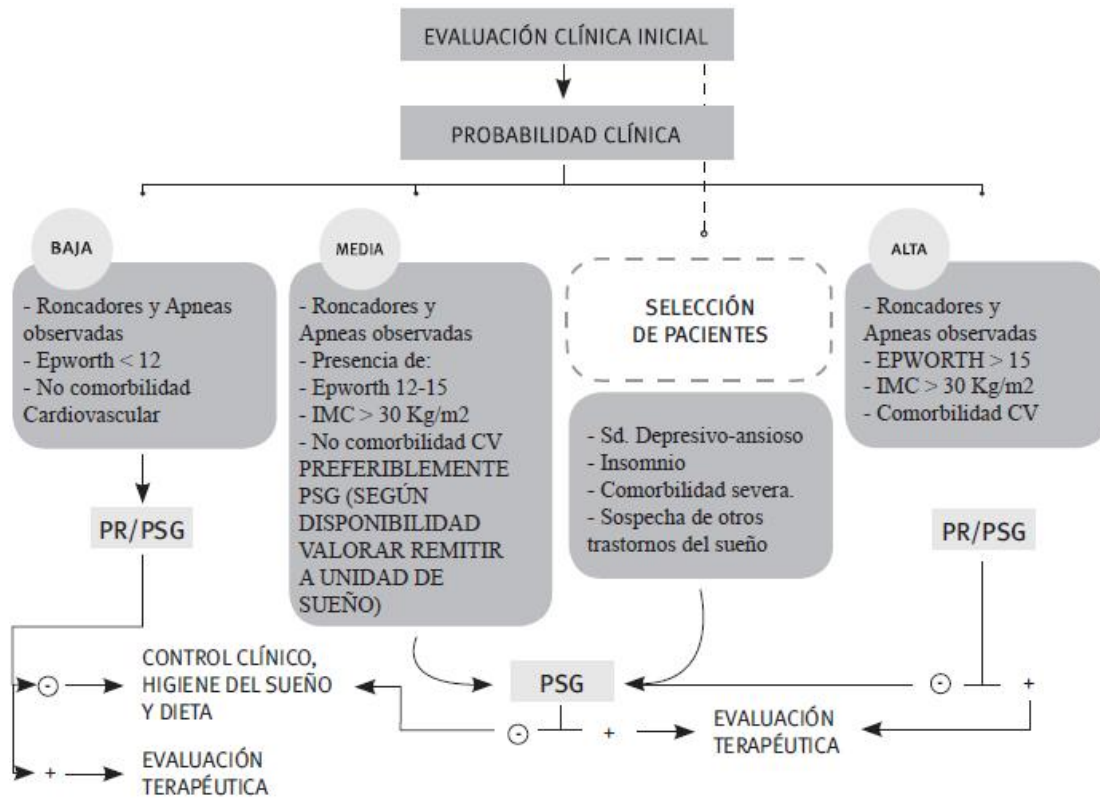 EVALUACIÓN CLÍNICA INICIAL
PROBABILIDAD CLÍNICA
BAJA
- Roncadores y Apneas
observadas
- Epworth < 12
- No comorbilidad
Cardiovascular
PR/PSG
MEDIA
- Roncadores y
Apneas observadas
- Presencia de:
- Epworth 12-15
- IMC > 30 Kg/m2
- No comorbilidad CV
PREFERIBLEMENTE
PSG (SEGÚN
DISPONIBILIDAD
VALORAR REMITIR
A UNIDAD DE
SUEÑO)
SELECCIÓN
DE PACIENTES
- Sd. Depresivo-ansioso
- Insomnio
- Comorbilidad severa.
- Sospecha de otros
trastornos del sueño
ALTA
- Roncadores y
Apneas observadas
- EPWORTH > 15
- IMC > 30 Kg/m2
- Comorbilidad CV
PR/PSG
-
CONTROL CLÍNICO,
HIGIENE DEL SUEÑO
Y DIETA
+
EVALUACIÓN
TERAPÉUTICA
PSG
-
+
EVALUACIÓN
TERAPÉUTICA
-
+